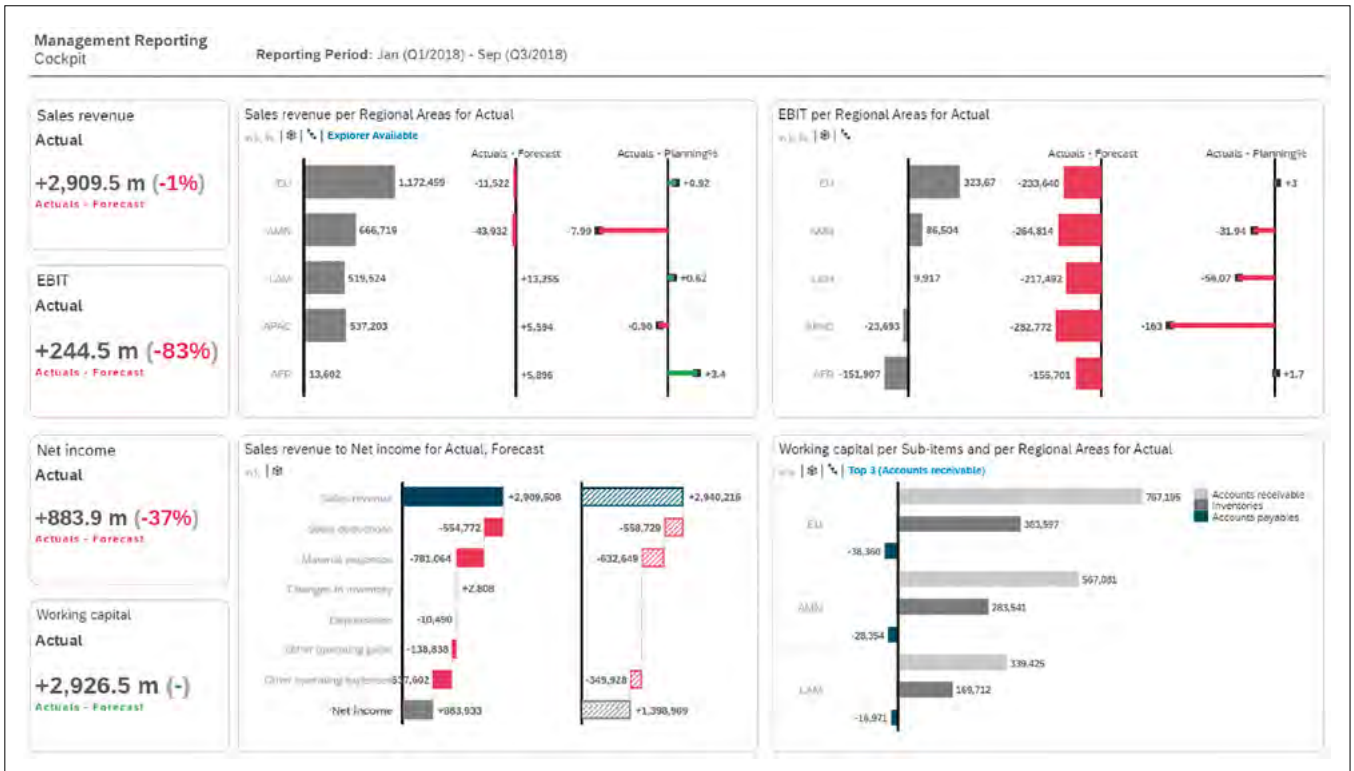 Management Reporting
Cockpit
Reporting Period: Jan (Q1/2018) - Sep (Q3/2018)
Sales revenue
Actual
+2,909.5 m (-1%)
Actuals - Forecast
EBIT
Actual
+244.5 m (-83%)
Actuals - Forecast
Net income
Actual
+883.9 m (-37%)
Actuals - Forecast
Working capital
Actual
+2,926.5 m (-)
Actuals - Forecast
Sales revenue per Regional Areas for Actual
Explorer Available
Actuals - Forecast Actuals - Planning%
EU 1,172,459 -11,522 +0.92
AMN 666,719 -43,932 -7.99
LAM 519,524 +13,255 +0.62
APAC 537,203 +5,594 -0.96
AFR 13,602 +5,896 +3.4
EBIT per Regional Areas for Actual
Actuals - Forecast Actuals - Planning%
EU 323,67 -233,640 +3
AMN 86,504 -264,814 -31.94
LAM 9,917 -217,492 -56.07
APAC -23,693 -282,772 -163
AFR -151,907 -155,701 +1.7
Sales revenue to Net income for Actual, Forecast
Sales revenue +2,909,508 +2,940,216
Sales deductions -554,772 -558,729
Material expenses -781,064 -632,649
Changes in inventory +2,808
Depreciation -10,490
Other operating -138,838
Other operating expenses 37,602 -349,928
Net income +883,933 +1,398,909
Working capital per Sub-items and per Regional Areas for Actual
Top 3 (Accounts receivable)
Accounts receivable
Inventories
Accounts payables
767,195
EU 383,597
-38,360
567,081
AMN 283,541
-28,354
339,425
LAM 169,712
-16,971